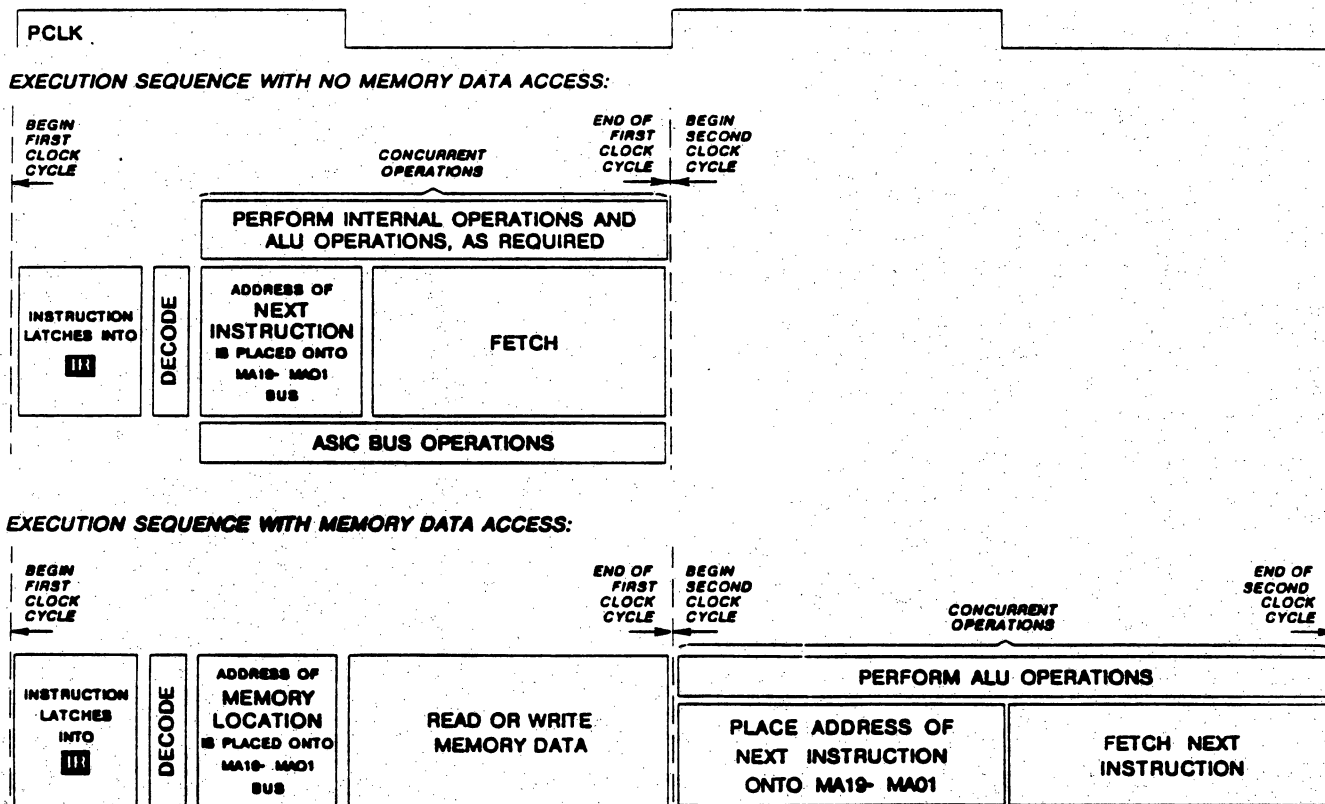 PCLK
EXECUTION SEQUENCE WITH NO MEMORY DATA ACCESS:
BEGIN
FIRST
CLOCK
CYCLE
CONCURRENT
OPERATIONS
END OF
FIRST
CLOCK
CYCLE
BEGIN
SECOND
CLOCK
CYCLE
PERFORM INTERNAL OPERATIONS AND
ALU OPERATIONS, AS REQUIRED
INSTRUCTION
LATCHES INTO
IR
DECODE
ADDRESS OF
NEXT
INSTRUCTION
IS PLACED ONTO
MA19- MA01
BUS
FETCH
ASIC BUS OPERATIONS
EXECUTION SEQUENCE WITH MEMORY DATA ACCESS:
BEGIN
FIRST
CLOCK
CYCLE
END OF
FIRST
CLOCK
CYCLE
BEGIN
SECOND
CLOCK
CYCLE
CONCURRENT
OPERATIONS
END OF
SECOND
CLOCK
CYCLE
INSTRUCTION
LATCHES
INTO
IR
DECODE
ADDRESS OF
MEMORY
LOCATION
IS PLACED ONTO
MA19- MA01
BUS
READ OR WRITE
MEMORY DATA
PERFORM ALU OPERATIONS
PLACE ADDRESS OF
NEXT INSTRUCTION
ONTO MA19- MA01
FETCH NEXT
INSTRUCTION